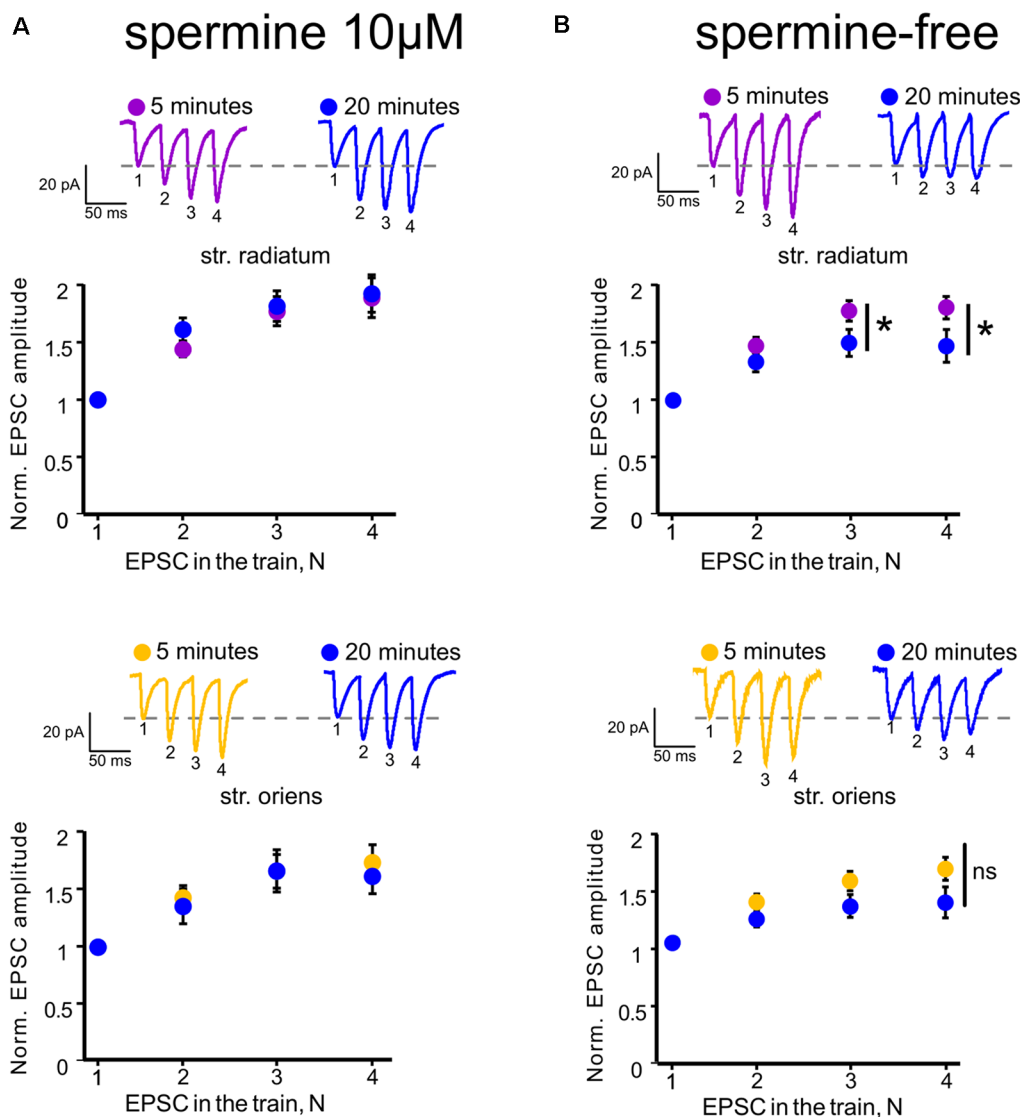 A
spermine 10µM
5 minutes
20 minutes
20 pA
50 ms
1
2
3
4
1
2
3
4
str. radiatum
Norm. EPSC amplitude
2
1.5
1
0.5
0
1
2
3
4
EPSC in the train, N
5 minutes
20 minutes
20 pA
50 ms
1
2
3
4
1
2
3
4
str. oriens
Norm. EPSC amplitude
2
1.5
1
0.5
0
1
2
3
4
EPSC in the train, N
B
spermine-free
5 minutes
20 minutes
20 pA
50 ms
1
2
3
4
1
2
3
4
str. radiatum
Norm. EPSC amplitude
2
1.5
1
0.5
0
*
*
1
2
3
4
EPSC in the train, N
5 minutes
20 minutes
20 pA
50 ms
1
2
3
4
1
2
3
4
str. oriens
Norm. EPSC amplitude
2
1.5
1
0.5
0
ns
1
2
3
4
EPSC in the train, N